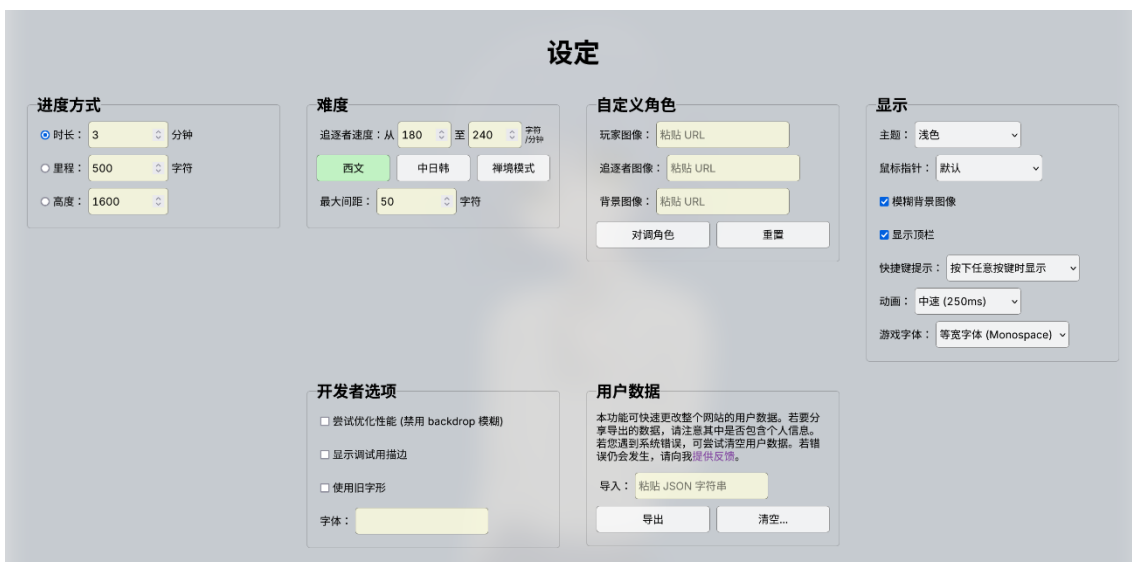 设定
进度方式
时长： 3 分钟
里程： 500 字符
高度： 1600
难度
追逐者速度：从 180 至 240 字符/分钟
西文 中日韩 禅境模式
最大间距： 50 字符
自定义角色
玩家图像： 粘贴 URL
追逐者图像： 粘贴 URL
背景图像： 粘贴 URL
对调角色 重置
显示
主题： 浅色
鼠标指针： 默认
模糊背景图像
显示顶栏
快捷键提示： 按下任意按键时显示
动画： 中速 (250ms)
游戏字体： 等宽字体 (Monospace)
开发者选项
尝试优化性能 (禁用 backdrop 模糊)
显示调试用描边
使用旧字形
字体：
用户数据
本功能可快速更改整个网站的用户数据。若要分
享导出的数据，请注意其中是否包含个人信息。
若您遇到系统错误，可尝试清空用户数据。若错
误仍会发生，请向我提供反馈。
导入： 粘贴 JSON 字符串
导出 清空...